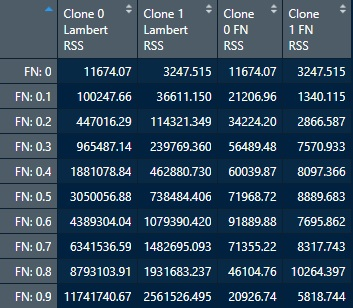 Clone 0 Lambert RSS Clone 1 Lambert RSS Clone 0 FN RSS Clone 1 FN RSS
FN: 0 11674.07 3247.515 11674.07 3247.515
FN: 0.1 100247.66 36611.150 21206.96 1340.115
FN: 0.2 447016.29 114321.349 34224.20 2866.587
FN: 0.3 965487.14 239769.360 56489.48 7570.933
FN: 0.4 1881078.84 462880.730 60039.87 8097.366
FN: 0.5 3050056.88 738484.406 71968.72 8889.683
FN: 0.6 4389304.04 1079390.420 91889.88 7695.862
FN: 0.7 6341536.59 1482695.093 71355.22 8317.743
FN: 0.8 8793103.91 1931683.237 46104.76 10264.397
FN: 0.9 11741740.67 2561526.495 20926.74 5818.744